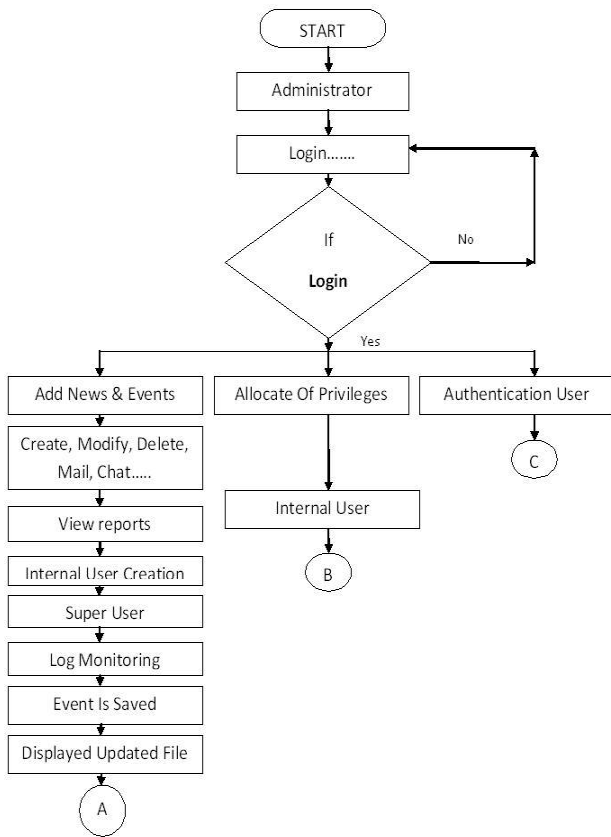 START
Administrator
Login.......
If
Login
No
Yes
Add News & Events
Create, Modify, Delete,
Mail, Chat.....
View reports
Internal User Creation
Super User
Log Monitoring
Event Is Saved
Displayed Updated File
A
Allocate Of Privileges
Internal User
B
Authentication User
C